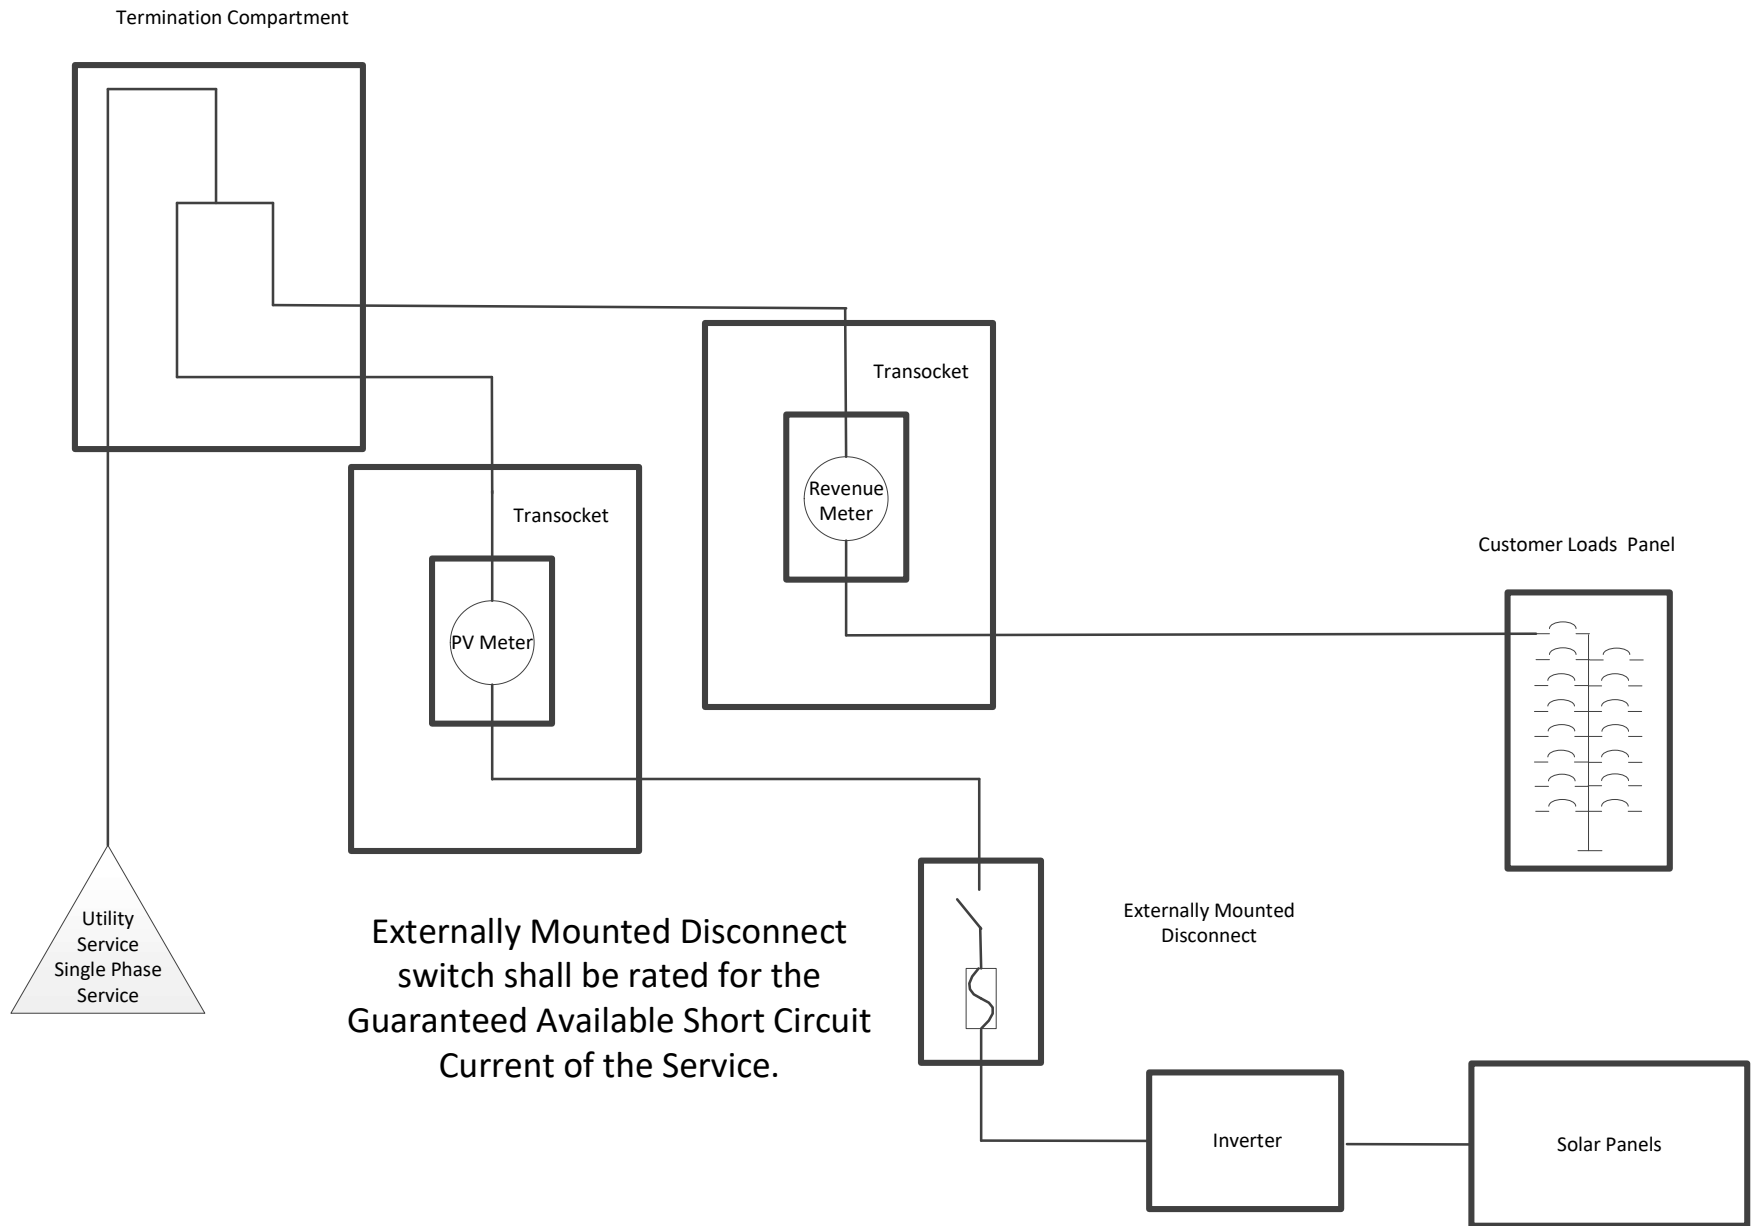 Termination Compartment
Transocket
Revenue
Meter
Transocket
PV Meter
Customer Loads Panel
Utility
Service
Single Phase
Service
Externally Mounted Disconnect
switch shall be rated for the
Guaranteed Available Short Circuit
Current of the Service.
Externally Mounted
Disconnect
Inverter
Solar Panels